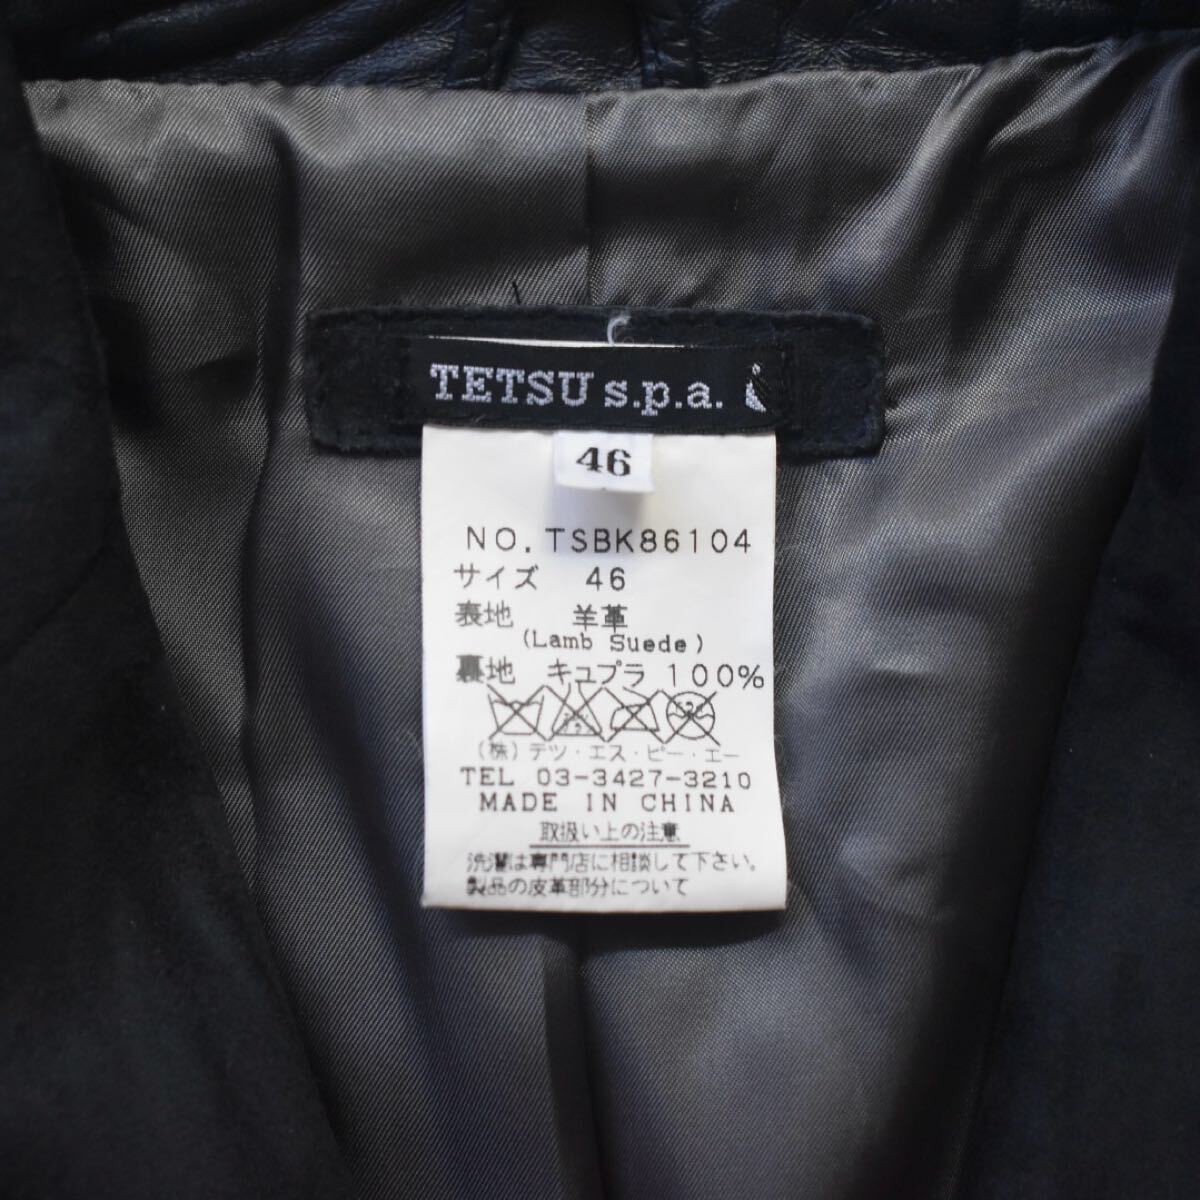 TETSU s.p.a.
46
NO. TSBK86104
サイズ 46
表地 羊革
(Lamb Suede)
裏地 キュプラ 100%
(株)テツ・エス・ピー・エー
TEL 03-3427-3210
MADE IN CHINA
取扱い上の注意
洗濯は専門店に相談して下さい。
製品の皮革部分について